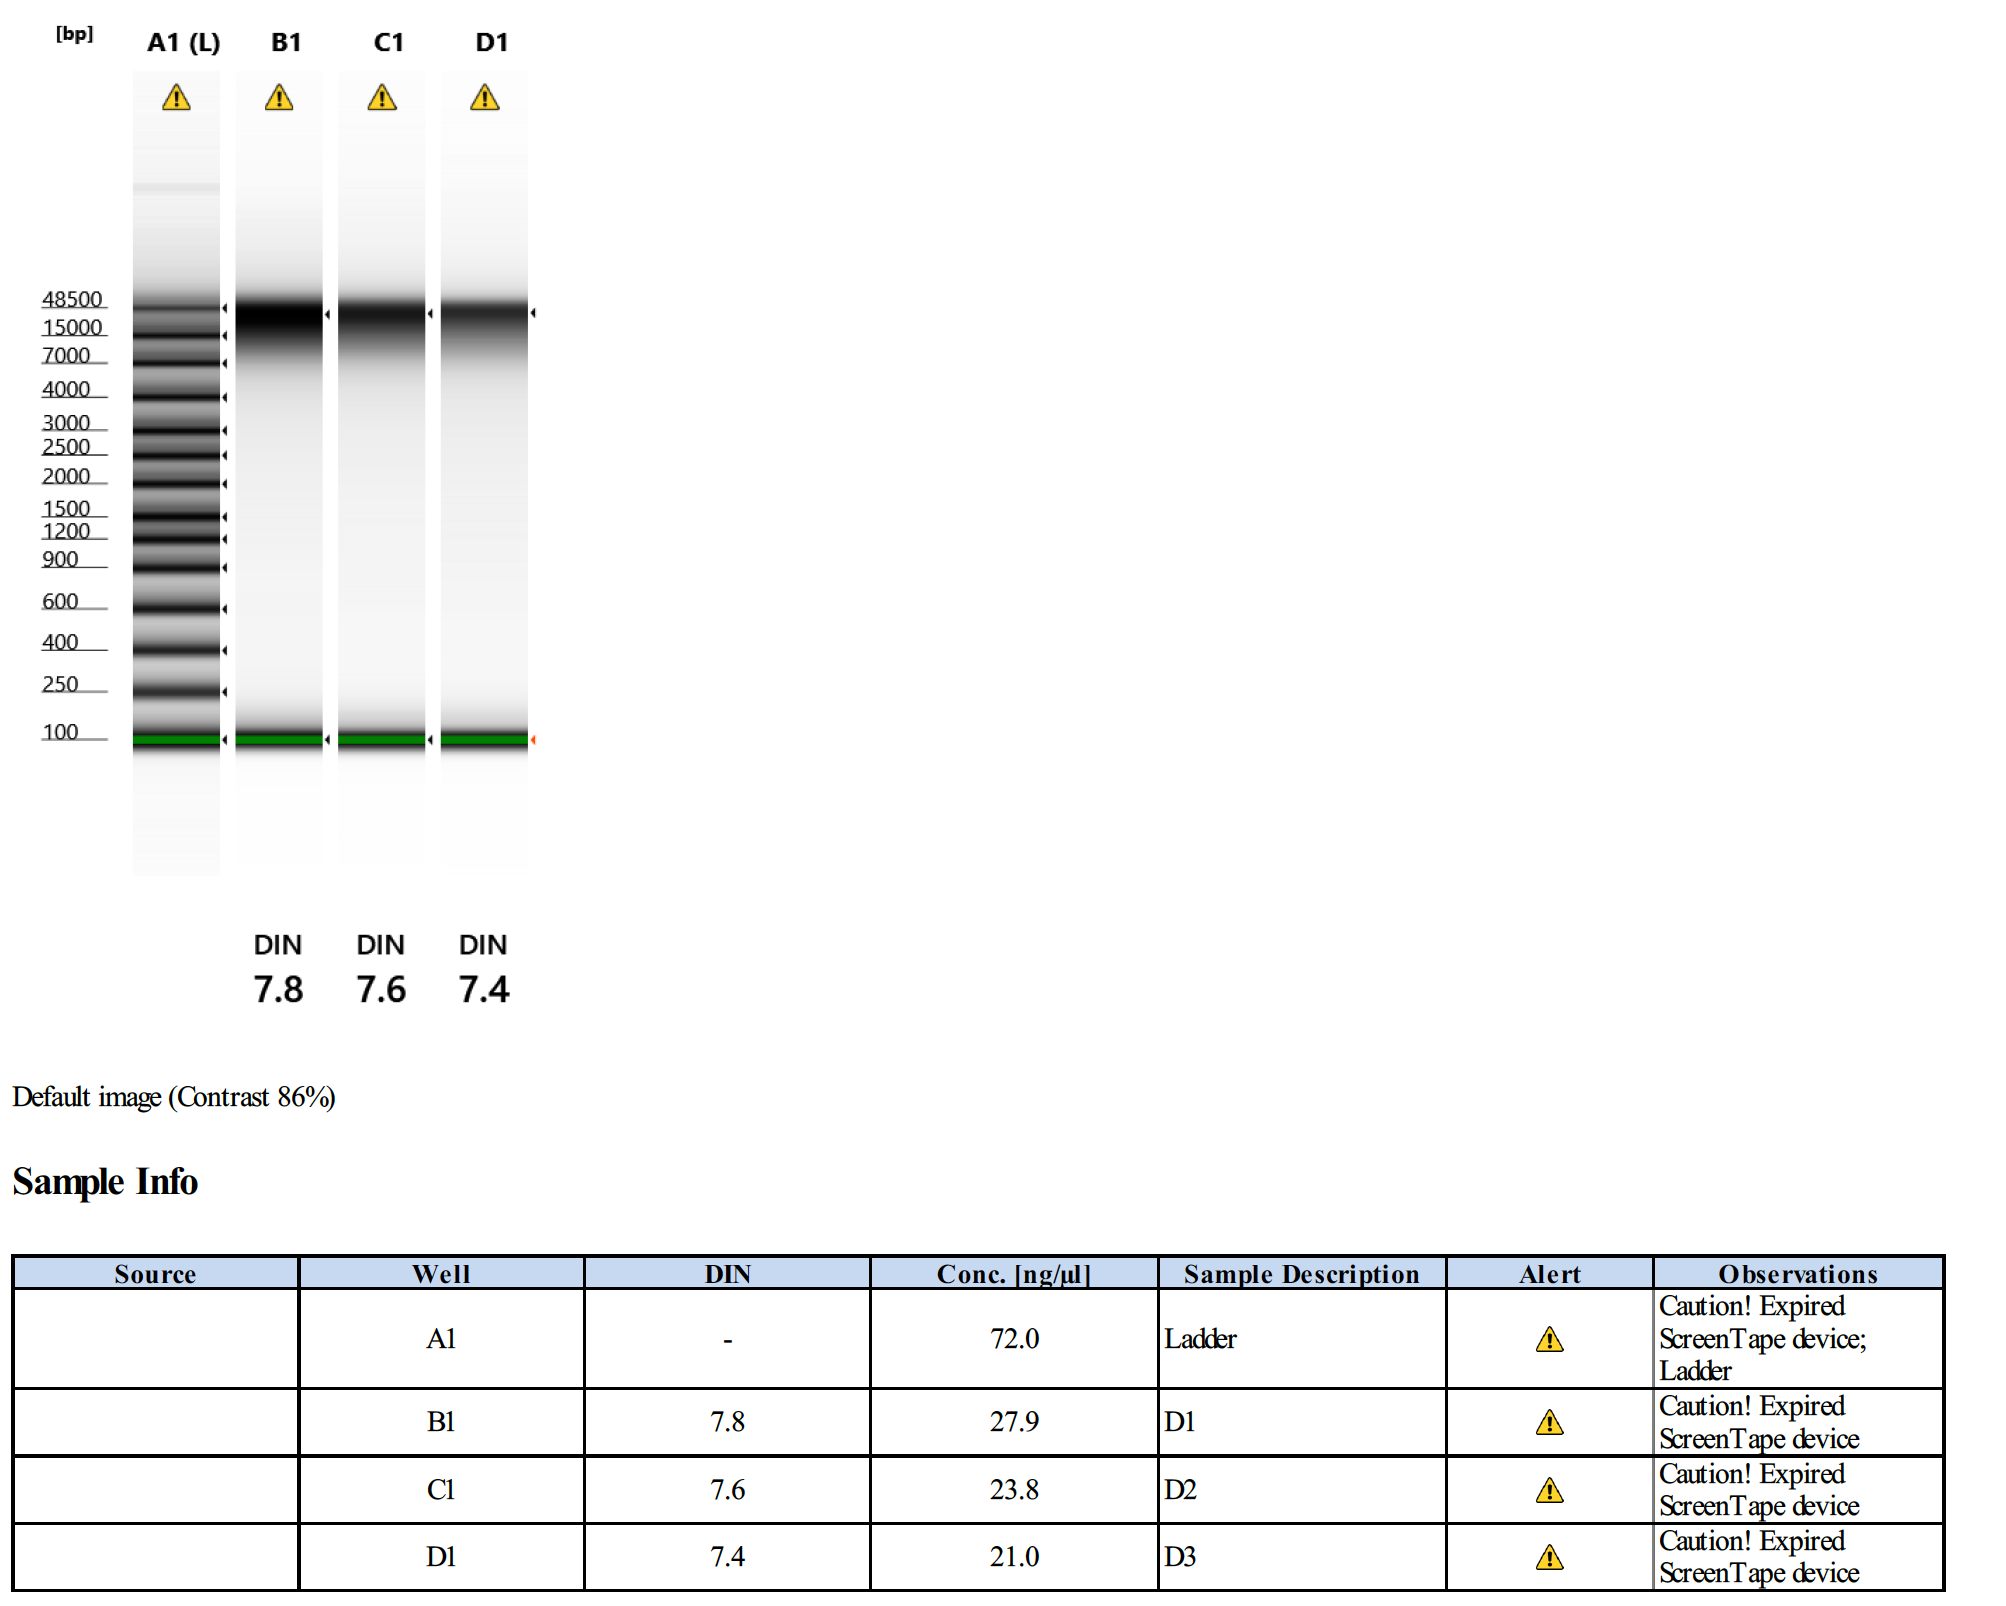 [bp] A1 (L) B1 C1 D1
48500
15000
7000
4000
3000
2500
2000
1500
1200
900
600
400
250
100
DIN DIN DIN
7.8 7.6 7.4
Default image (Contrast 86%)
Sample Info
Source Well DIN Conc. [ng/µl] Sample Description Alert Observations
A1 - 72.0 Ladder Caution! Expired
ScreenTape device;
Ladder
B1 7.8 27.9 D1 Caution! Expired
ScreenTape device
C1 7.6 23.8 D2 Caution! Expired
ScreenTape device
D1 7.4 21.0 D3 Caution! Expired
ScreenTape device